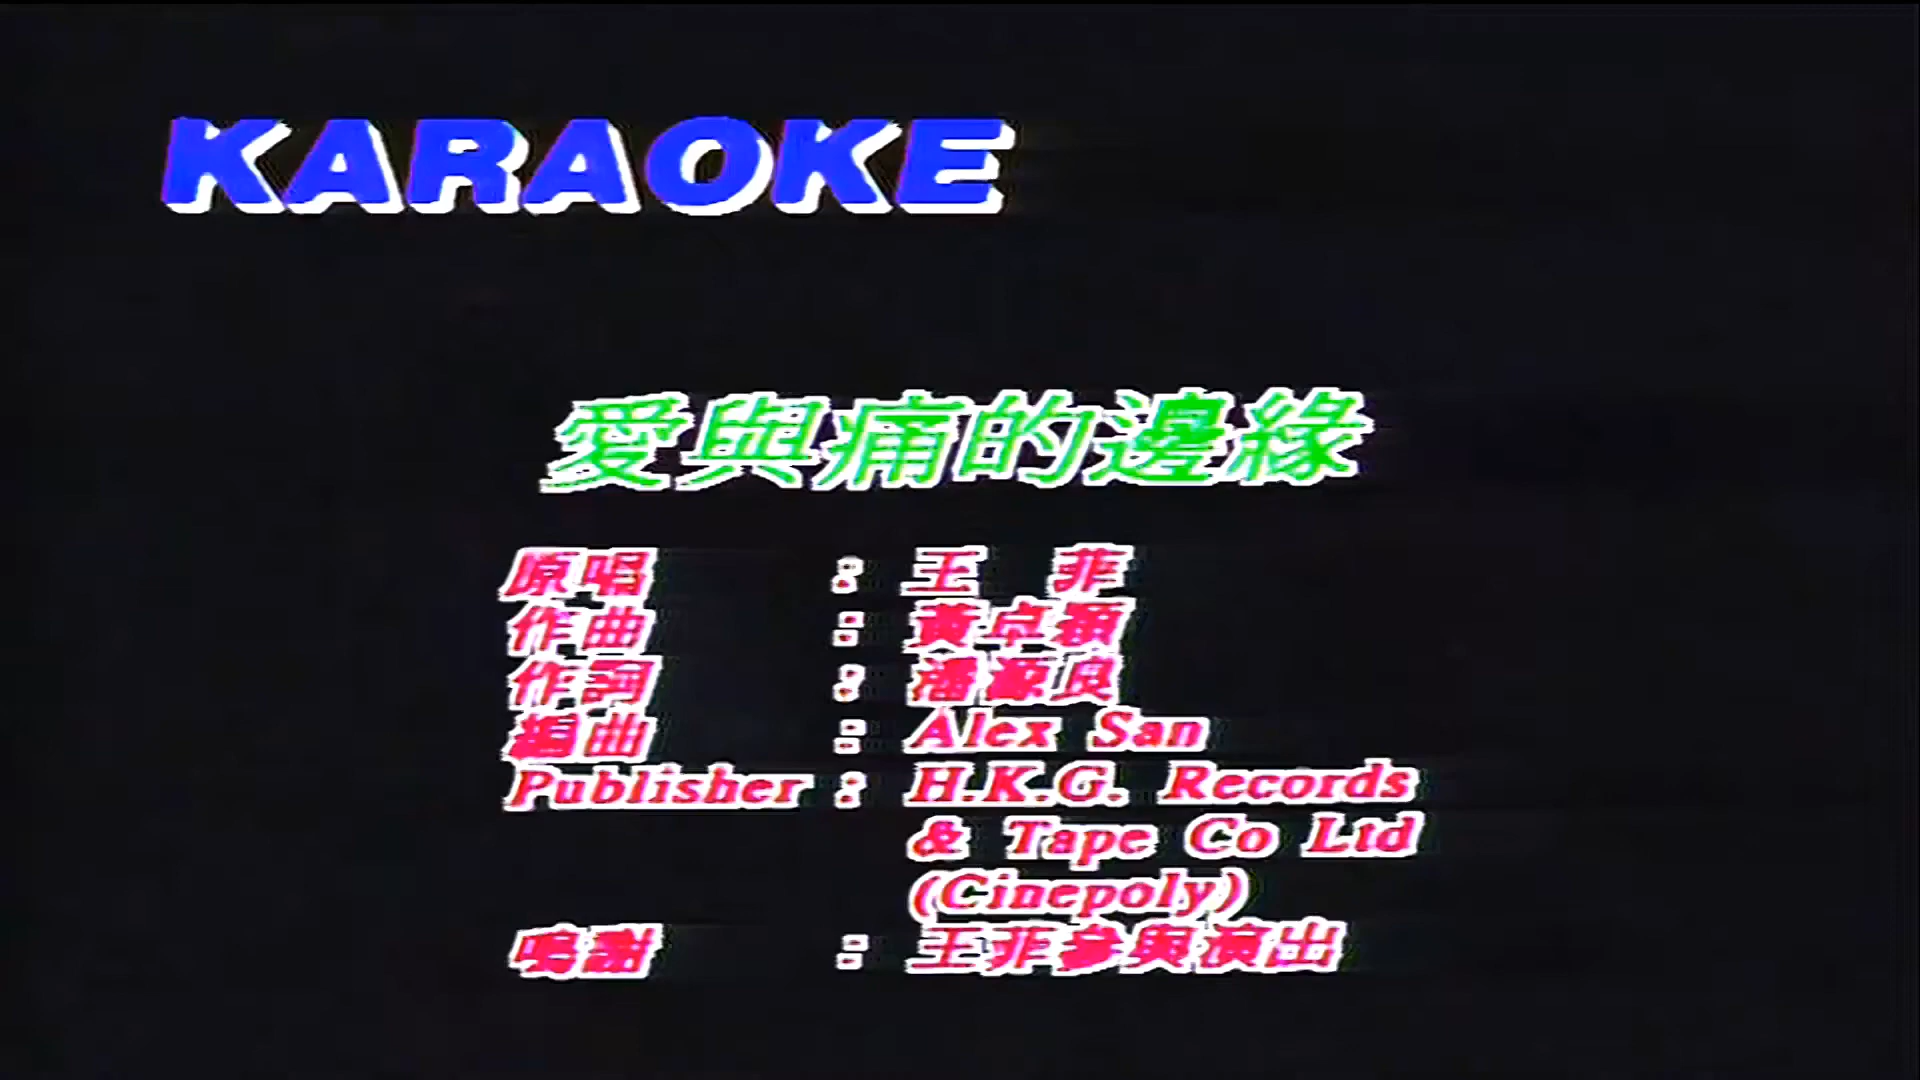 KARAOKE
愛與痛的邊緣
原唱 : 王 菲
作曲 : 黃卓穎
作詞 : 潘源良
編曲 : Alex San
Publisher : H.K.G. Records
& Tape Co Ltd
(Cinepoly)
鳴謝 : 王菲參與演出